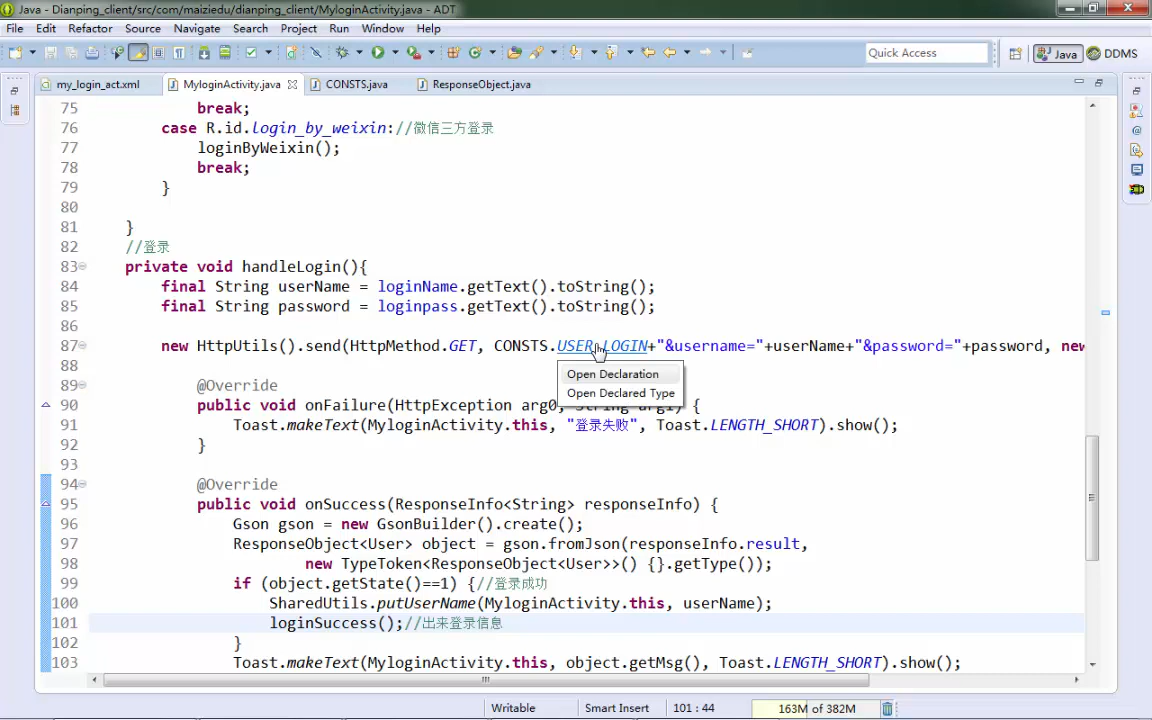 Java - Dianping_client/src/com/maiziedu/dianping_client/MyloginActivity.java - ADT
File Edit Refactor Source Navigate Search Project Run Window Help
Quick Access
Java
DDMS
my_login_act.xml
MyloginActivity.java
CONSTS.java
ResponseObject.java
75 break;
76 case R.id.login_by_weixin://微信三方登录
77 loginByWeixin();
78 break;
79 }
80
81 }
82 //登录
83 private void handleLogin(){
84 final String userName = loginName.getText().toString();
85 final String password = loginpass.getText().toString();
86
87 new HttpUtils().send(HttpMethod.GET, CONSTS.USER_LOGIN+"&username="+userName+"&password="+password, new
88
Open Declaration
89 @Override
Open Declared Type
90 public void onFailure(HttpException arg0, String arg1) {
91 Toast.makeText(MyloginActivity.this, "登录失败", Toast.LENGTH_SHORT).show();
92 }
93
94 @Override
95 public void onSuccess(ResponseInfo<String> responseInfo) {
96 Gson gson = new GsonBuilder().create();
97 ResponseObject<User> object = gson.fromJson(responseInfo.result,
98 new TypeToken<ResponseObject<User>>() {}.getType());
99 if (object.getState()==1) {//登录成功
100 SharedUtils.putUserName(MyloginActivity.this, userName);
101 loginSuccess();//出来登录信息
102 }
103 Toast.makeText(MyloginActivity.this, object.getMsg(), Toast.LENGTH_SHORT).show();
Writable
Smart Insert
101 : 44
163M of 382M